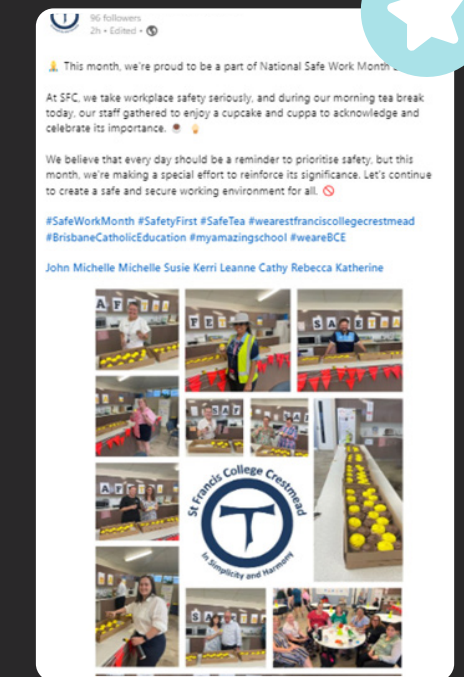 96 followers
2h • Edited •
This month, we're proud to be a part of National Safe Work Month
At SFC, we take workplace safety seriously, and during our morning tea break
today, our staff gathered to enjoy a cupcake and cuppa to acknowledge and
celebrate its importance.
We believe that every day should be a reminder to prioritise safety, but this
month, we're making a special effort to reinforce its significance. Let's continue
to create a safe and secure working environment for all.
#SafeWorkMonth #SafetyFirst #SafeTea #wearestfranciscollegecrestmead
#BrisbaneCatholicEducation #myamazingschool #weareBCE
John Michelle Michelle Susie Kerri Leanne Cathy Rebecca Katherine
St Francis College Crestmead
In Simplicity and Harmony